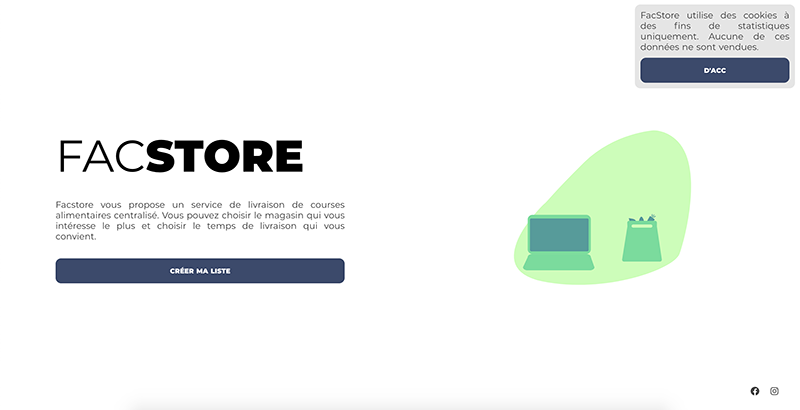 FacStore utilise des cookies à
des fins de statistiques
uniquement. Aucune de ces
données ne sont vendues.
D'ACC
FACSTORE
Facstore vous propose un service de livraison de courses
alimentaires centralisé. Vous pouvez choisir le magasin qui vous
intéresse le plus et choisir le temps de livraison qui vous
convient.
CRÉER MA LISTE